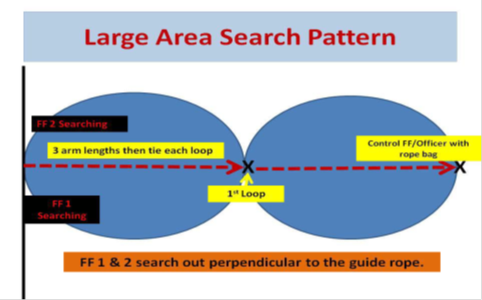 Large Area Search Pattern
FF 2 Searching
3 arm lengths then tie each loop
Control FF/Officer with
rope bag
X
X
1st Loop
FF 1
Searching
FF 1 & 2 search out perpendicular to the guide rope.